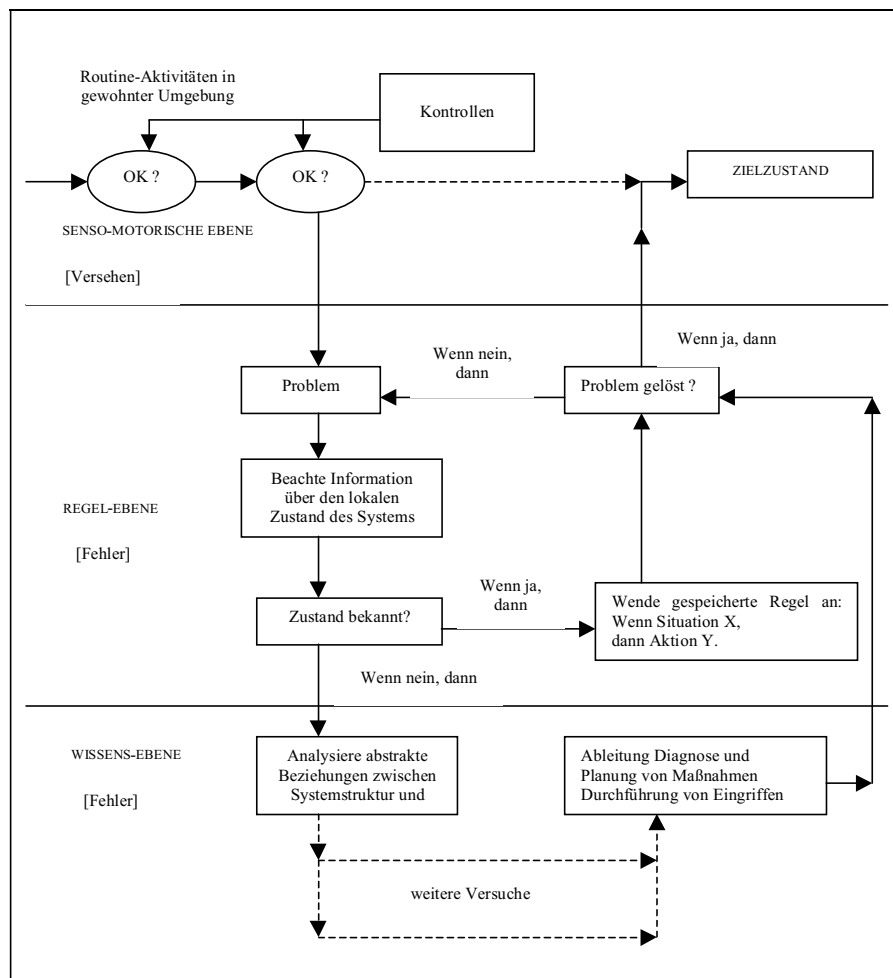 Routine-Aktivitäten in
gewohnter Umgebung
Kontrollen
OK ?
OK ?
ZIELZUSTAND
SENSO-MOTORISCHE EBENE
[Versehen]
Wenn nein,
dann
Wenn ja, dann
Problem
Problem gelöst ?
Beachte Information
über den lokalen
Zustand des Systems
REGEL-EBENE
[Fehler]
Wenn ja,
dann
Zustand bekannt?
Wende gespeicherte Regel an:
Wenn Situation X,
dann Aktion Y.
Wenn nein, dann
WISSENS-EBENE
[Fehler]
Analysiere abstrakte
Beziehungen zwischen
Systemstruktur und
Ableitung Diagnose und
Planung von Maßnahmen
Durchführung von Eingriffen
weitere Versuche